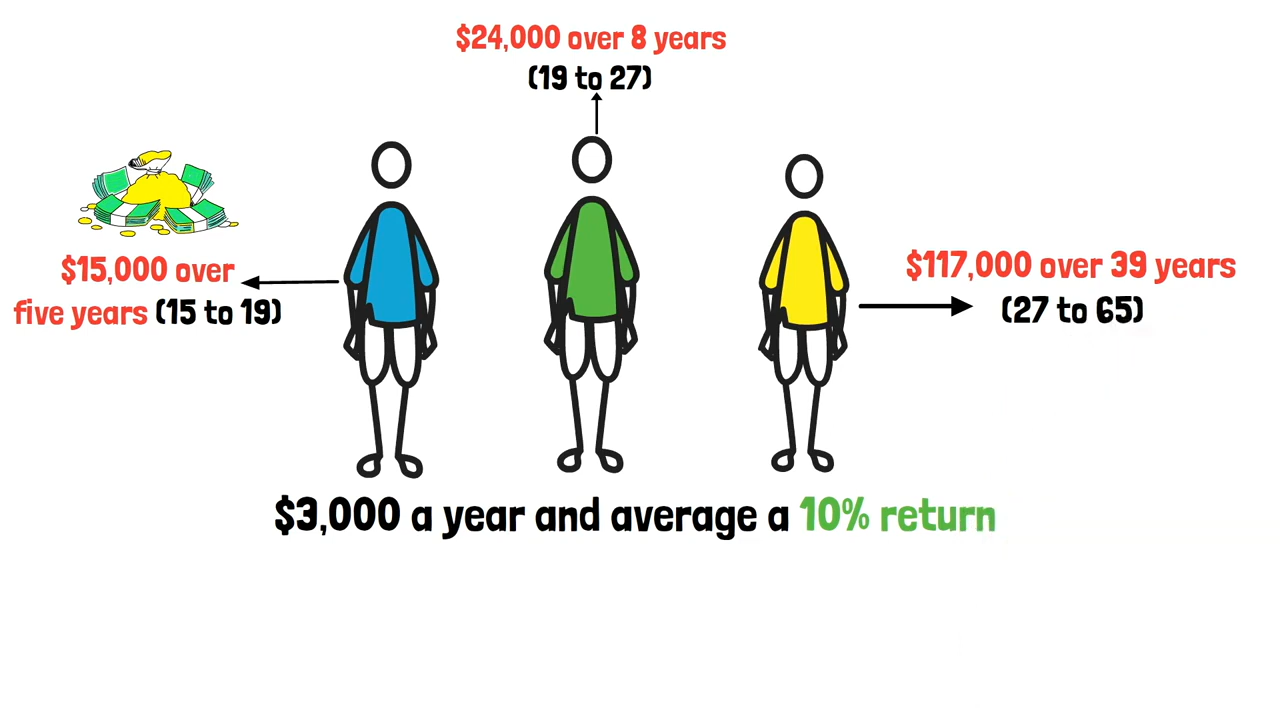 $24,000 over 8 years
(19 to 27)
$15,000 over
five years (15 to 19)
$117,000 over 39 years
(27 to 65)
$3,000 a year and average a 10% return